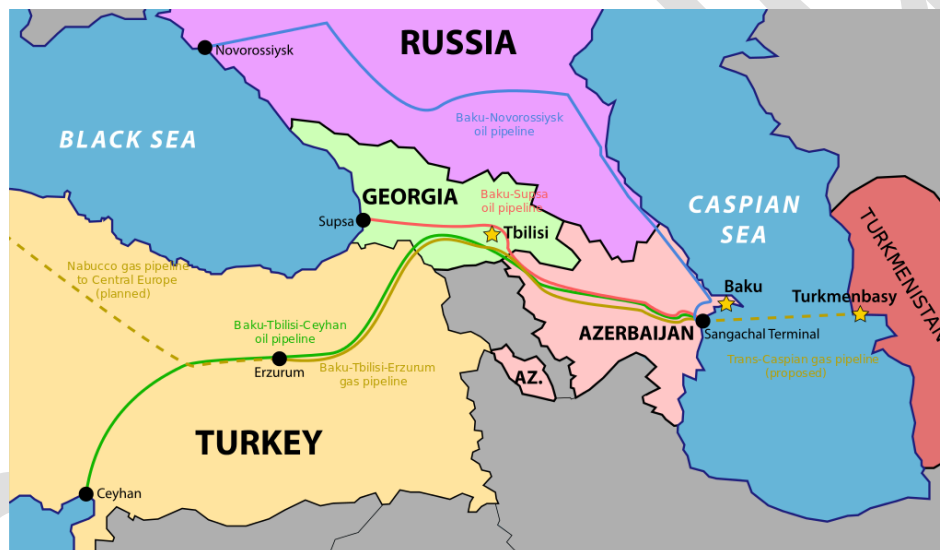 RUSSIA
Novorossiysk
Baku-Novorossiysk
oil pipeline
BLACK SEA
GEORGIA
Baku-Supsa
oil pipeline
CASPIAN
SEA
Supsa
Tbilisi
TURKMENISTAN
Nabucco gas pipeline
to Central Europe
(planned)
Baku
Turkmenbasy
Baku-Tbilisi-Ceyhan
oil pipeline
AZERBAIJAN
Sangachal Terminal
Trans-Caspian gas pipeline
(proposed)
Erzurum
Baku-Tbilisi-Erzurum
gas pipeline
AZ.
TURKEY
Ceyhan